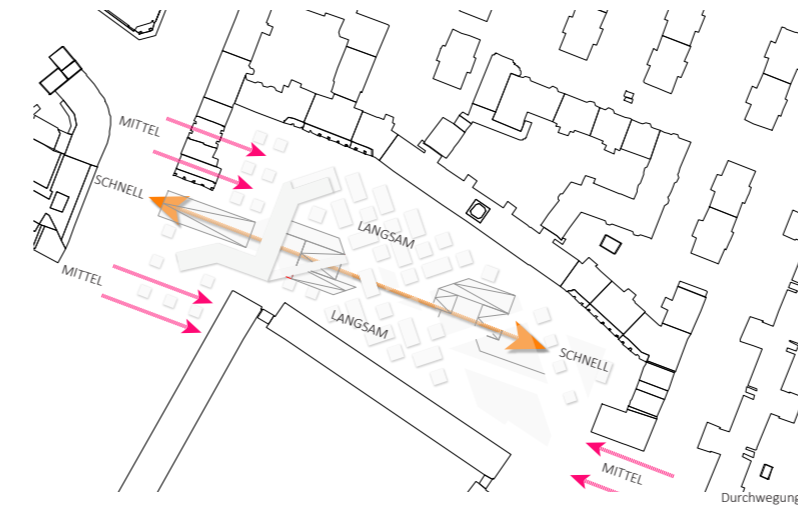 MITTEL
SCHNELL
LANGSAM
MITTEL
LANGSAM
SCHNELL
MITTEL
Durchwegung